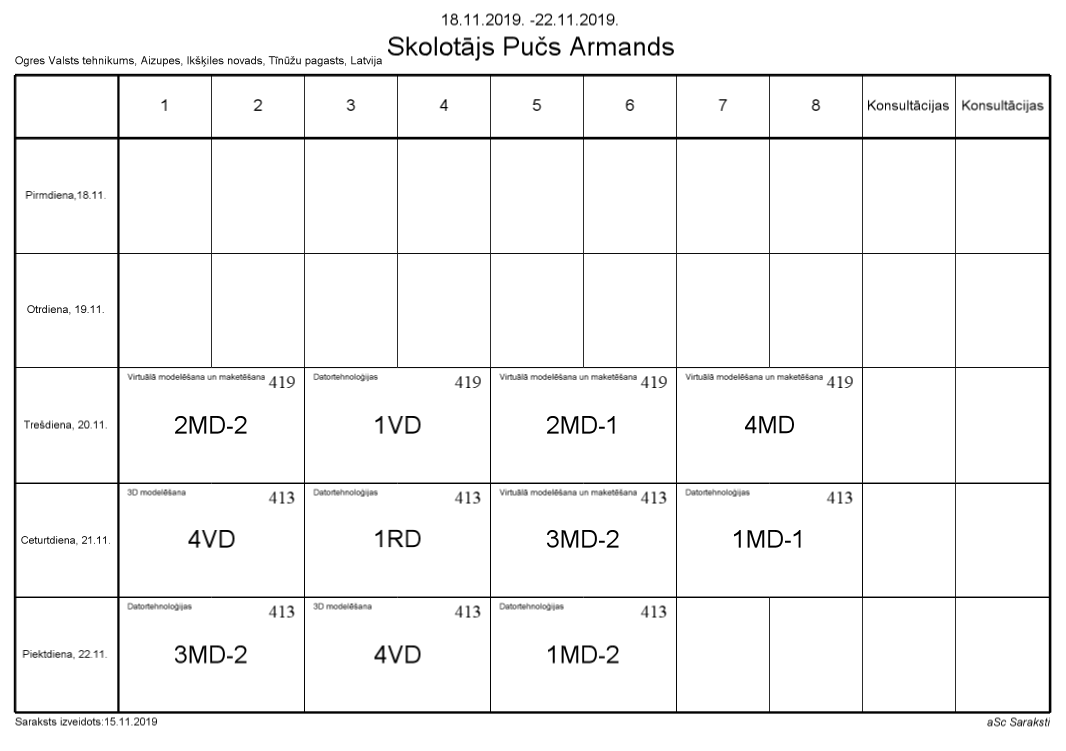 18.11.2019. -22.11.2019.
Skolotājs Pučs Armands
Ogres Valsts tehnikums, Aizupes, Ikšķiles novads, Tīnūžu pagasts, Latvija
1 2 3 4 5 6 7 8 Konsultācijas Konsultācijas
Pirmdiena,18.11.
Otrdiena, 19.11.
Trešdiena, 20.11.
Virtuālā modelēšana un maketēšana 419
2MD-2
Datortehnoloģijas 419
1VD
Virtuālā modelēšana un maketēšana 419
2MD-1
Virtuālā modelēšana un maketēšana 419
4MD
Ceturtdiena, 21.11.
3D modelēšana 413
4VD
Datortehnoloģijas 413
1RD
Virtuālā modelēšana un maketēšana 413
3MD-2
Datortehnoloģijas 413
1MD-1
Piektdiena, 22.11.
Datortehnoloģijas 413
3MD-2
3D modelēšana 413
4VD
Datortehnoloģijas 413
1MD-2
Saraksts izveidots:15.11.2019
aSc Saraksti